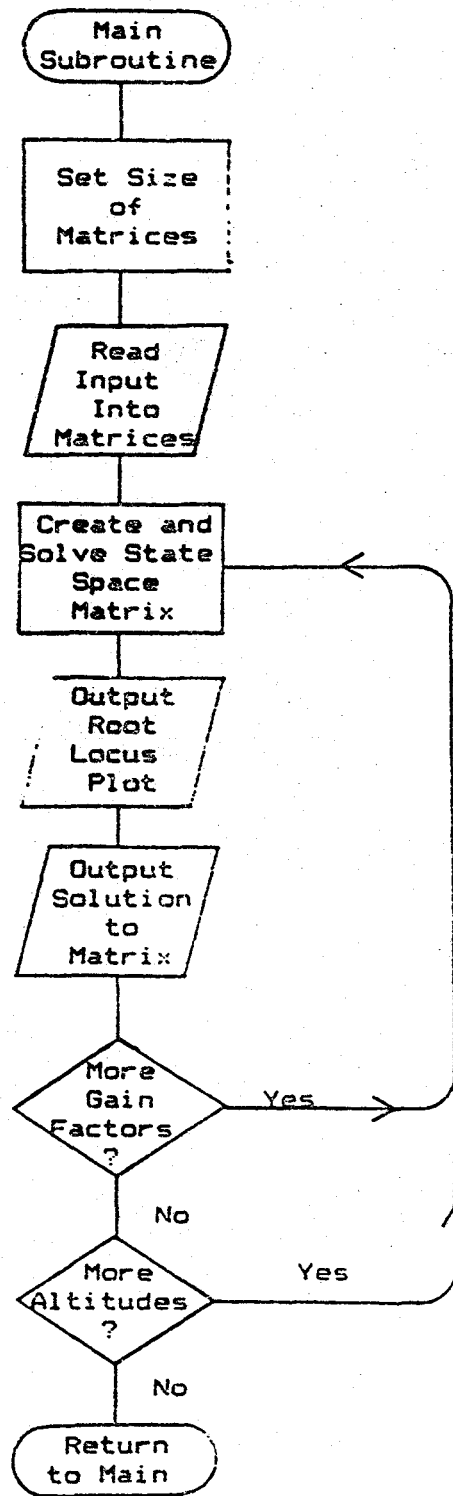 Main
Subroutine
Set Size
of
Matrices
Read
Input
Into
Matrices
Create and
Solve State
Space
Matrix
Output
Root
Locus
Plot
Output
Solution
to
Matrix
More
Gain
Factors
?
Yes
No
More
Altitudes
?
Yes
No
Return
to Main